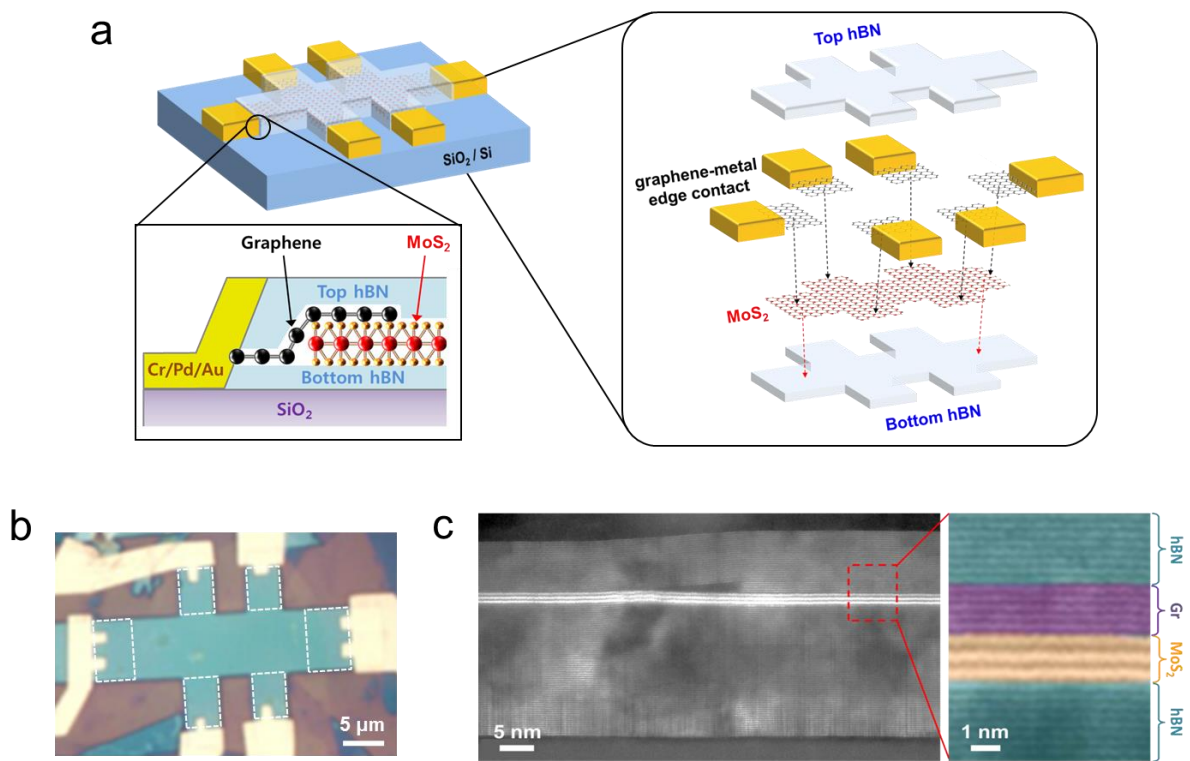 a
SiO₂ / Si
Graphene
MoS₂
Top hBN
Cr/Pd/Au
Bottom hBN
SiO₂
Top hBN
graphene-metal
edge contact
MoS₂
Bottom hBN
b
5 µm
c
5 nm
hBN
Gr
MoS₂
hBN
1 nm